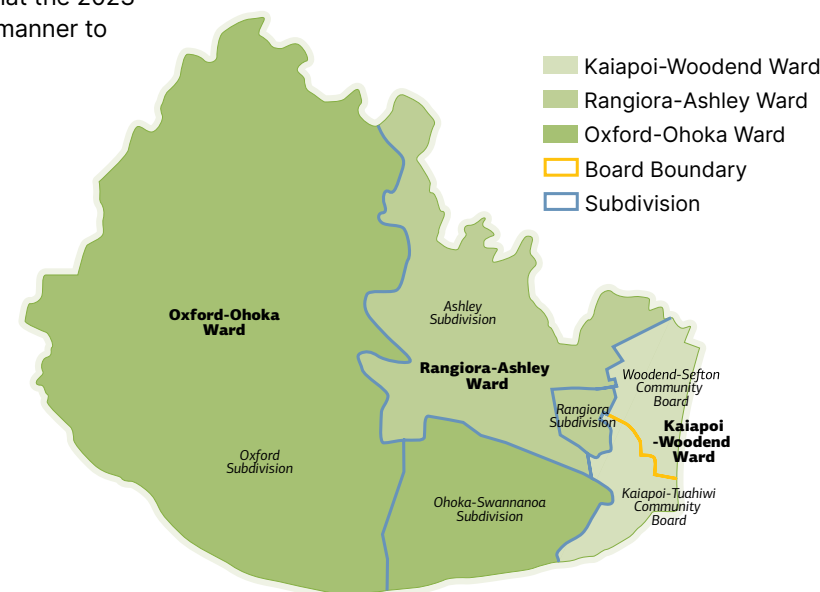 manner to
Kaiapoi-Woodend Ward
Rangiora-Ashley Ward
Oxford-Ohoka Ward
Board Boundary
Subdivision
Oxford-Ohoka
Ward
Ashley
Subdivision
Rangiora-Ashley
Ward
Woodend-Sefton
Community
Board
Rangiora
Subdivision
Kaiapoi
-Woodend
Ward
Oxford
Subdivision
Ohoka-Swannanoa
Subdivision
Kaiapoi-Tuahiwi
Community
Board